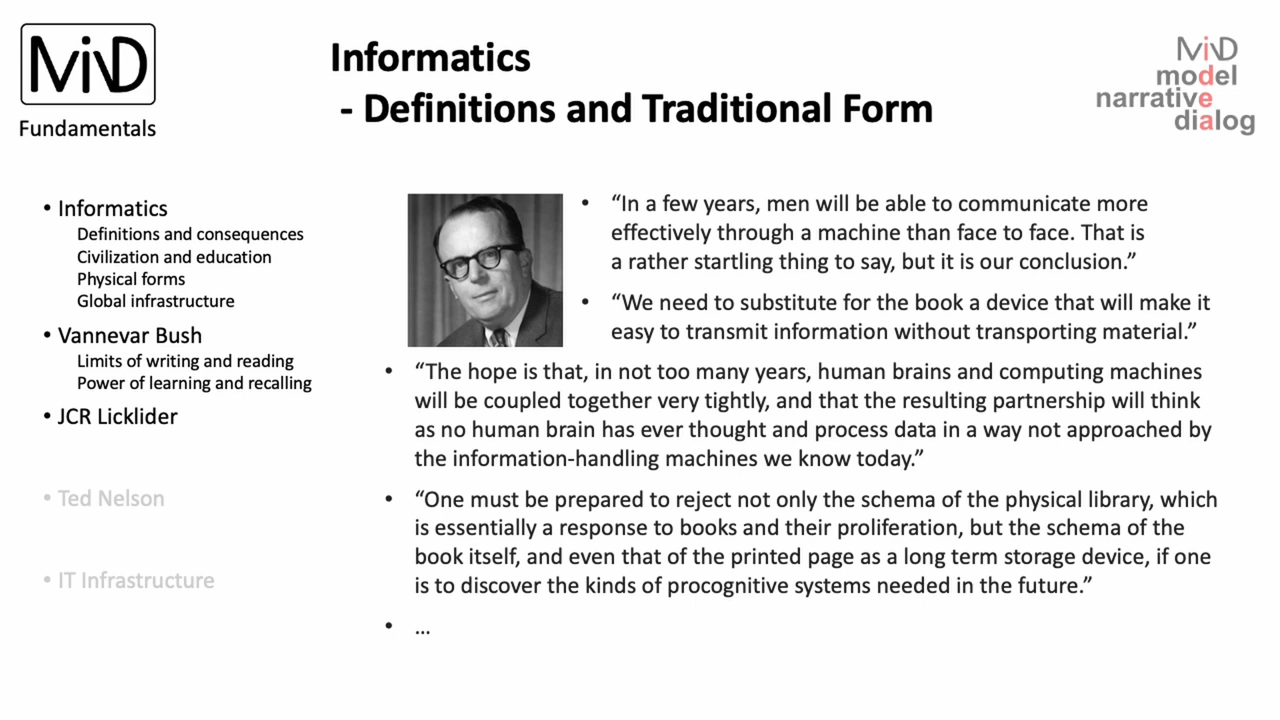 MiND
Fundamentals
Informatics
- Definitions and Traditional Form
MiND
model
narrative
dialog
• Informatics
Definitions and consequences
Civilization and education
Physical forms
Global infrastructure
• Vannevar Bush
Limits of writing and reading
Power of learning and recalling
• JCR Licklider
• Ted Nelson
• IT Infrastructure
• “In a few years, men will be able to communicate more
effectively through a machine than face to face. That is
a rather startling thing to say, but it is our conclusion.”
• “We need to substitute for the book a device that will make it
easy to transmit information without transporting material.”
• “The hope is that, in not too many years, human brains and computing machines
will be coupled together very tightly, and that the resulting partnership will think
as no human brain has ever thought and process data in a way not approached by
the information-handling machines we know today.”
• “One must be prepared to reject not only the schema of the physical library, which
is essentially a response to books and their proliferation, but the schema of the
book itself, and even that of the printed page as a long term storage device, if one
is to discover the kinds of procognitive systems needed in the future.”
• ...